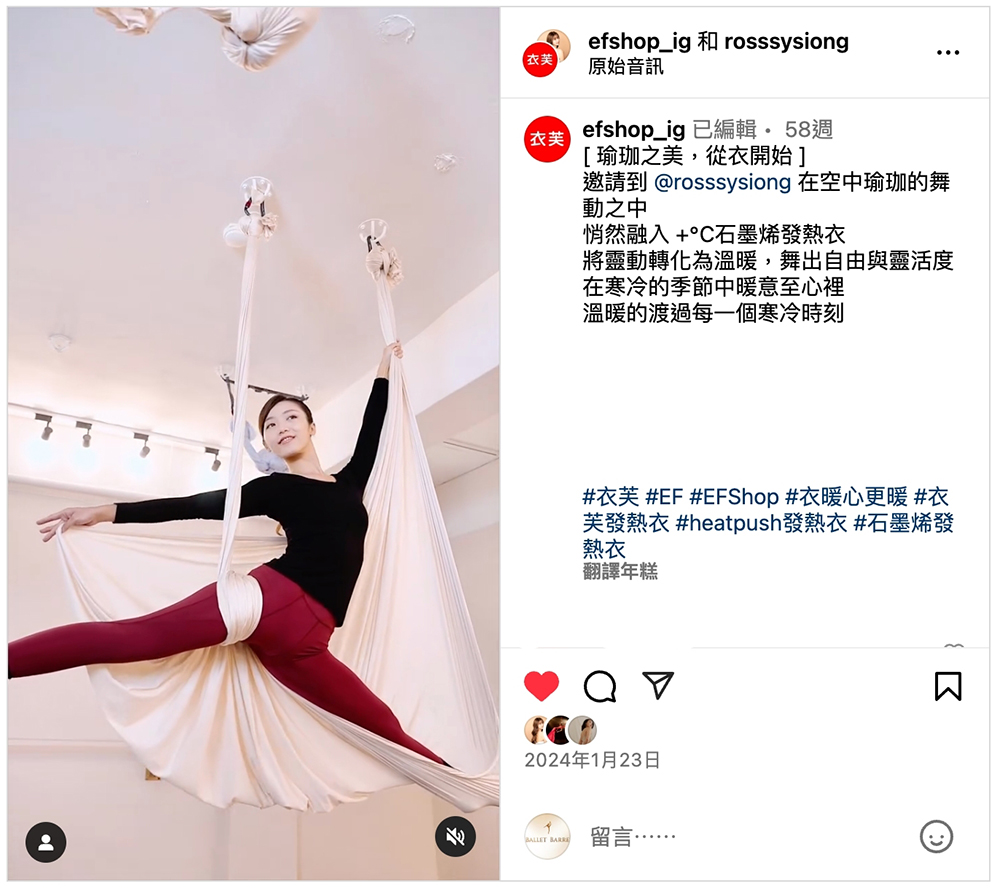 efshop_ig 和 rosssysiong
原始音訊
衣芙
衣芙
efshop_ig 已編輯・ 58週
[ 瑜珈之美，從衣開始 ]
邀請到 @rosssysiong 在空中瑜珈的舞
動之中
悄然融入 +°C石墨烯發熱衣
將靈動轉化為溫暖，舞出自由與靈活度
在寒冷的季節中暖意至心裡
溫暖的渡過每一個寒冷時刻
#衣芙 #EF #EFShop #衣暖心更暖 #衣
芙發熱衣 #heatpush發熱衣 #石墨烯發
熱衣
翻譯年糕
2024年1月23日
BALLET BARRE
留言⋯⋯